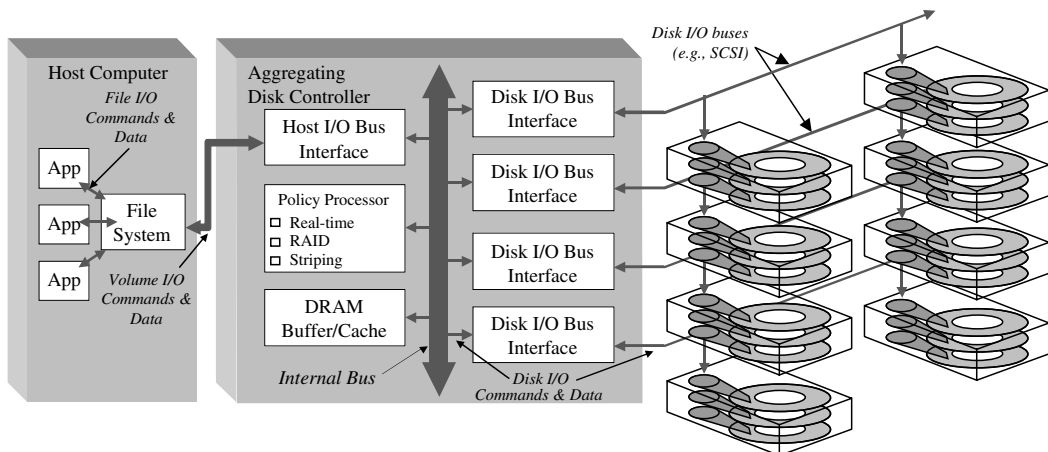 Host Computer
File I/O
Commands &
Data
App
App
App
File
System
Volume I/O
Commands &
Data
Aggregating
Disk Controller
Host I/O Bus
Interface
Policy Processor
Real-time
RAID
Striping
DRAM
Buffer/Cache
Internal Bus
Disk I/O Bus
Interface
Disk I/O Bus
Interface
Disk I/O Bus
Interface
Disk I/O Bus
Interface
Disk I/O
Commands & Data
Disk I/O buses
(e.g., SCSI)